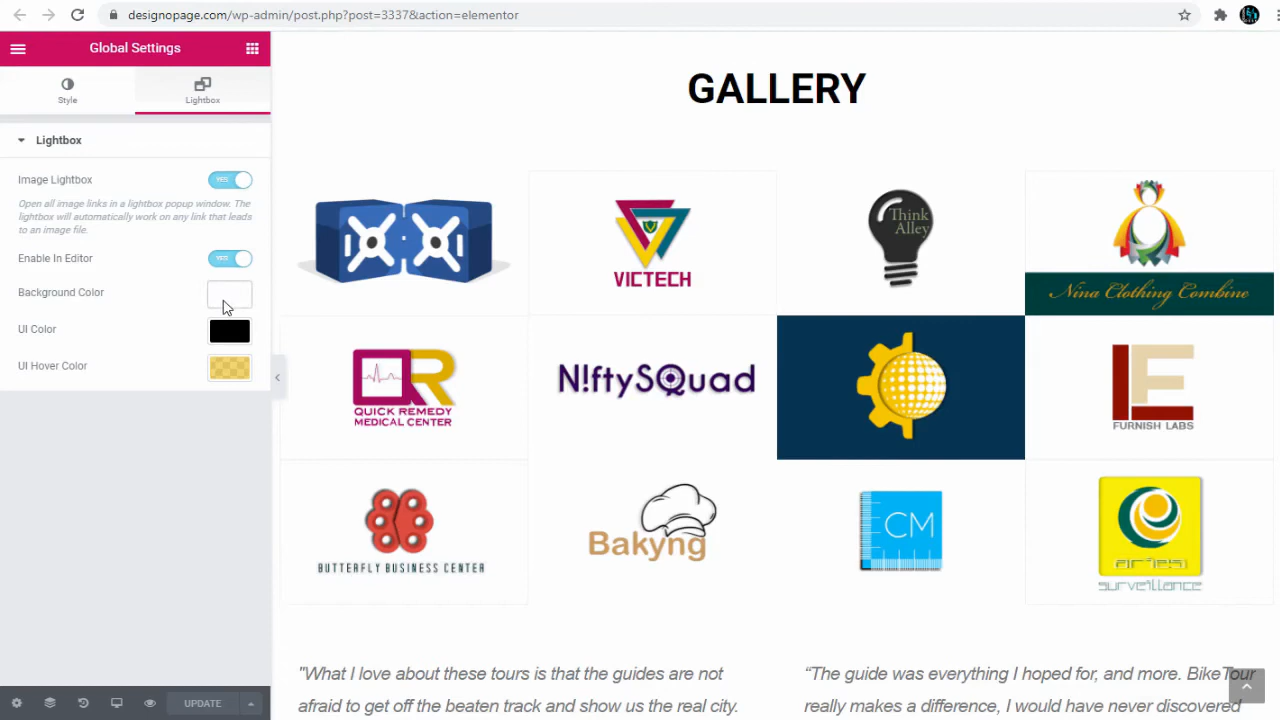 designopage.com/wp-admin/post.php?post=3337&action=elementor
Global Settings
Style
Lightbox
Lightbox
Image Lightbox
YES
Open all image links in a lightbox popup window. The
lightbox will automatically work on any link that leads
to an image file.
Enable In Editor
YES
Background Color
UI Color
UI Hover Color
UPDATE
GALLERY
VICTECH
Think
Alley
Nina Clothing Combine
QR
QUICK REMEDY
MEDICAL CENTER
N!ftySQuad
LE
FURNISH LABS
BUTTERFLY BUSINESS CENTER
Bakyng
CM
surveillance
"What I love about these tours is that the guides are not
afraid to get off the beaten track and show us the real city.
“The guide was everything I hoped for, and more. BikeTour
really makes a difference, I would have never discovered